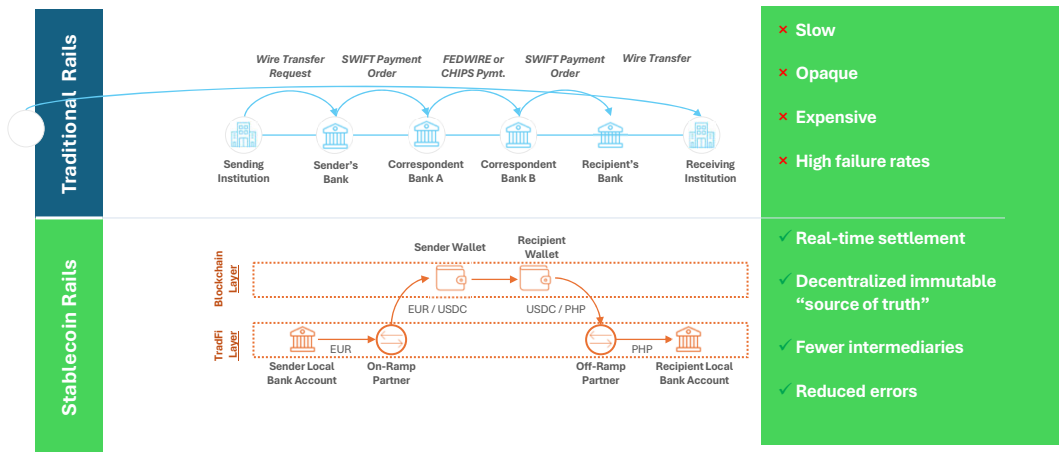 Traditional Rails
Wire Transfer
Request
SWIFT Payment
Order
FEDWIRE or
CHIPS Pymt.
SWIFT Payment
Order
Wire Transfer
Sending
Institution
Sender's
Bank
Correspondent
Bank A
Correspondent
Bank B
Recipient's
Bank
Receiving
Institution
× Slow
× Opaque
× Expensive
× High failure rates
Stablecoin Rails
Blockchain
Layer
Sender Wallet
Recipient
Wallet
EUR / USDC
USDC / PHP
TradFi
Layer
EUR
PHP
Sender Local
Bank Account
On-Ramp
Partner
Off-Ramp
Partner
Recipient Local
Bank Account
✓ Real-time settlement
✓ Decentralized immutable
“source of truth”
✓ Fewer intermediaries
✓ Reduced errors